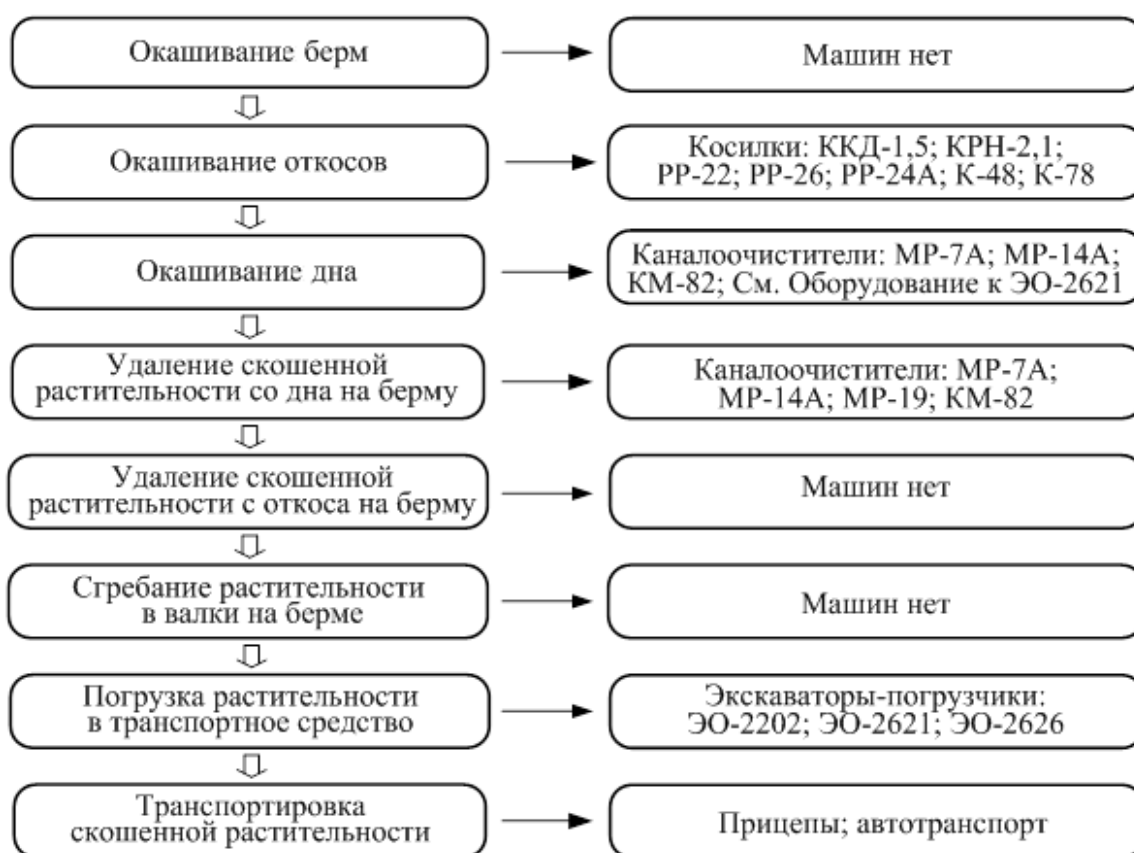 Окашивание берм
Машин нет
Окашивание откосов
Косилки: ККД-1,5; КРН-2,1;
РР-22; РР-26; РР-24А; К-48; К-78
Окашивание дна
Каналоочистители: МР-7А; МР-14А;
КМ-82; См. Оборудование к ЭО-2621
Удаление скошенной
растительности со дна на берму
Каналоочистители: МР-7А;
МР-14А; МР-19; КМ-82
Удаление скошенной
растительности с откоса на берму
Машин нет
Сгребание растительности
в валки на берме
Машин нет
Погрузка растительности
в транспортное средство
Экскаваторы-погрузчики:
ЭО-2202; ЭО-2621; ЭО-2626
Транспортировка
скошенной растительности
Прицепы; автотранспорт